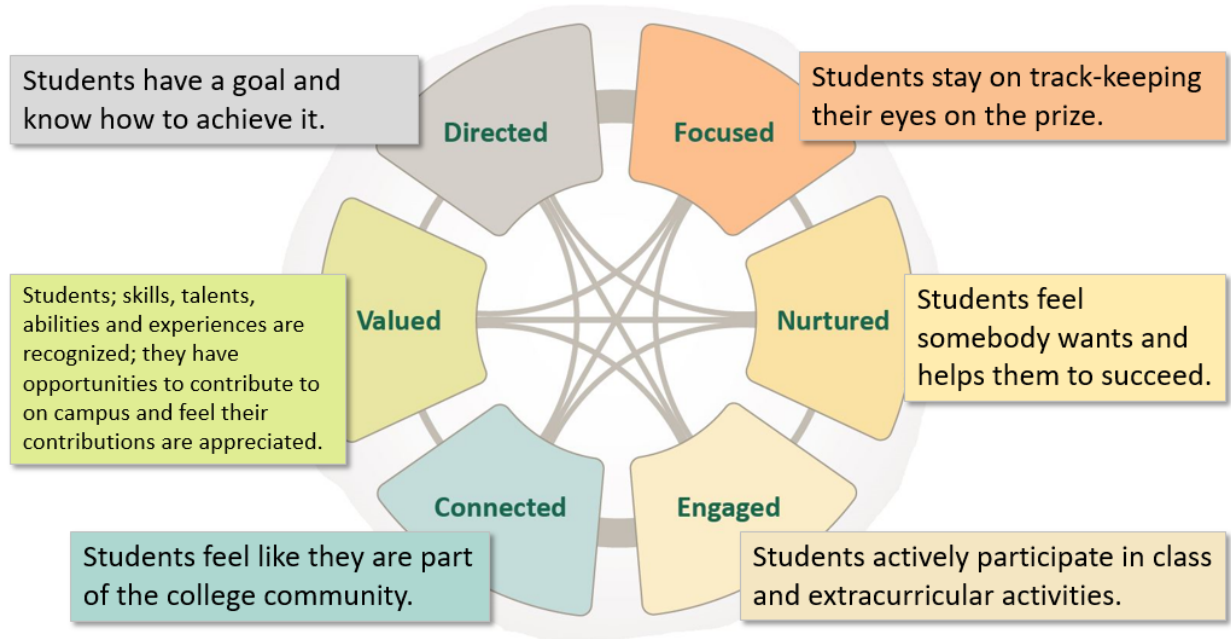 Students have a goal and
know how to achieve it.
Directed
Focused
Students stay on track-keeping
their eyes on the prize.
Students; skills, talents,
abilities and experiences are
recognized; they have
opportunities to contribute to
on campus and feel their
contributions are appreciated.
Valued
Nurtured
Students feel
somebody wants and
helps them to succeed.
Connected
Engaged
Students feel like they are part
of the college community.
Students actively participate in class
and extracurricular activities.